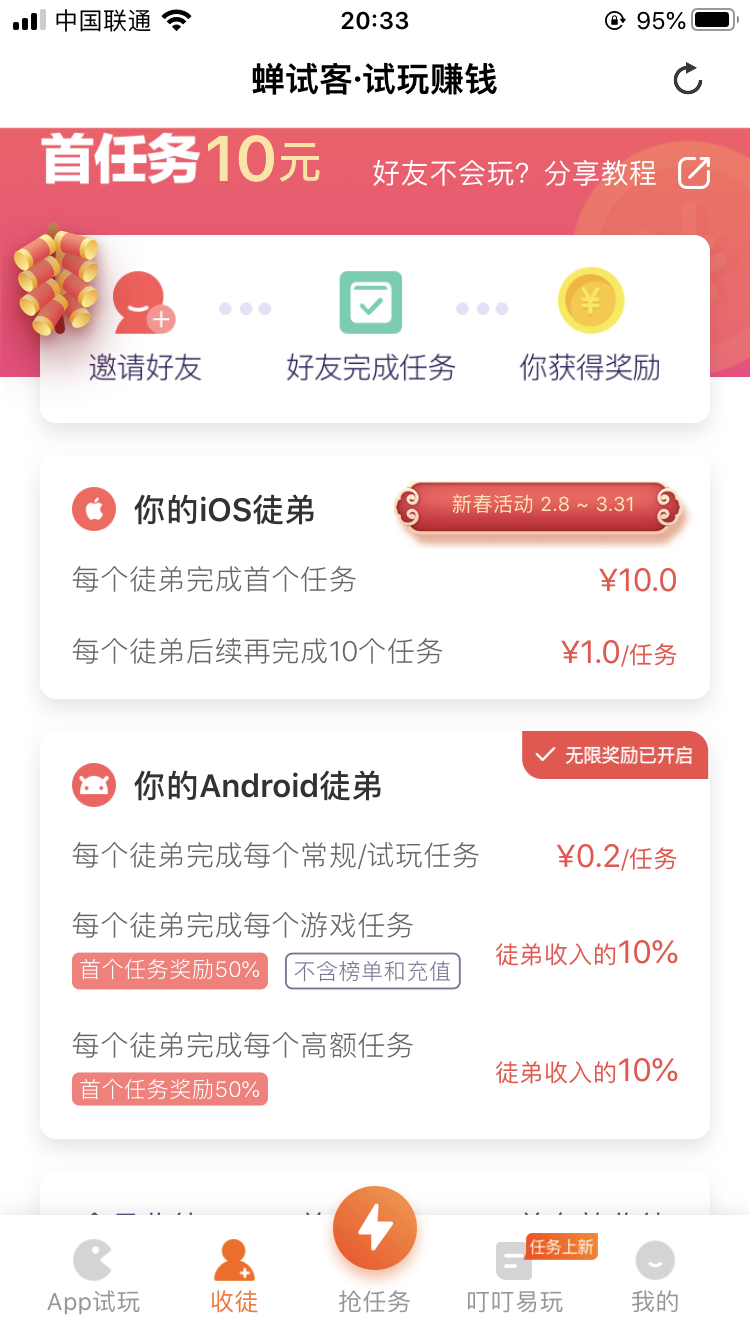 中国联通
20:33
95%
蝉试客·试玩赚钱
首任务10元
好友不会玩？分享教程
邀请好友
好友完成任务
你获得奖励
你的iOS徒弟
新春活动 2.8 ~ 3.31
每个徒弟完成首个任务
¥10.0
每个徒弟后续再完成10个任务
¥1.0/任务
无限奖励已开启
你的Android徒弟
每个徒弟完成每个常规/试玩任务
¥0.2/任务
每个徒弟完成每个游戏任务
首个任务奖励50%
不含榜单和充值
徒弟收入的10%
每个徒弟完成每个高额任务
首个任务奖励50%
徒弟收入的10%
任务上新
App试玩
收徒
抢任务
叮叮易玩
我的